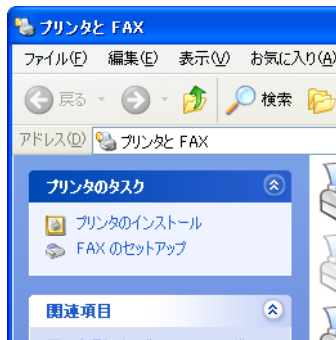 プリンタと FAX
ファイル(F) 編集(E) 表示(V) お気に入り(A)
戻る 検索
アドレス(D) プリンタと FAX
プリンタのタスク
プリンタのインストール
FAX のセットアップ
関連項目